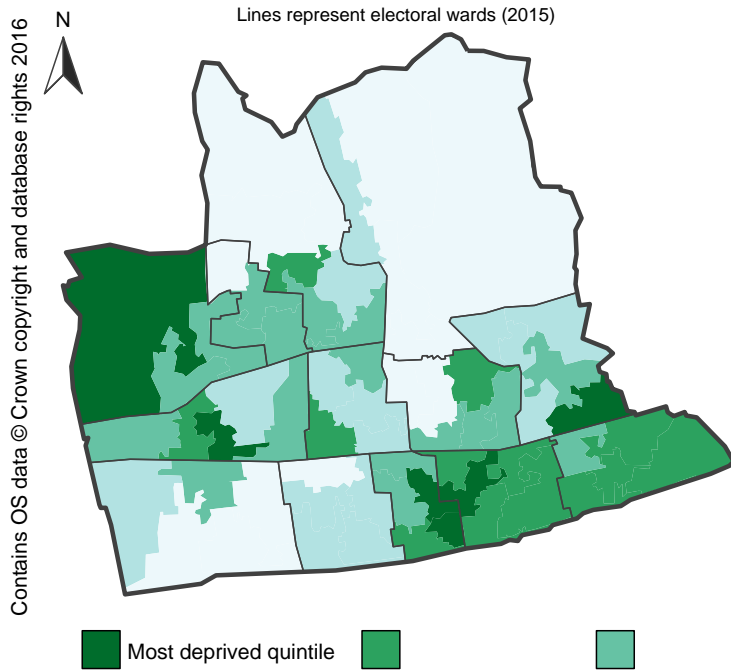 Lines represent electoral wards (2015)
N
Contains OS data © Crown copyright and database rights 2016
Most deprived quintile